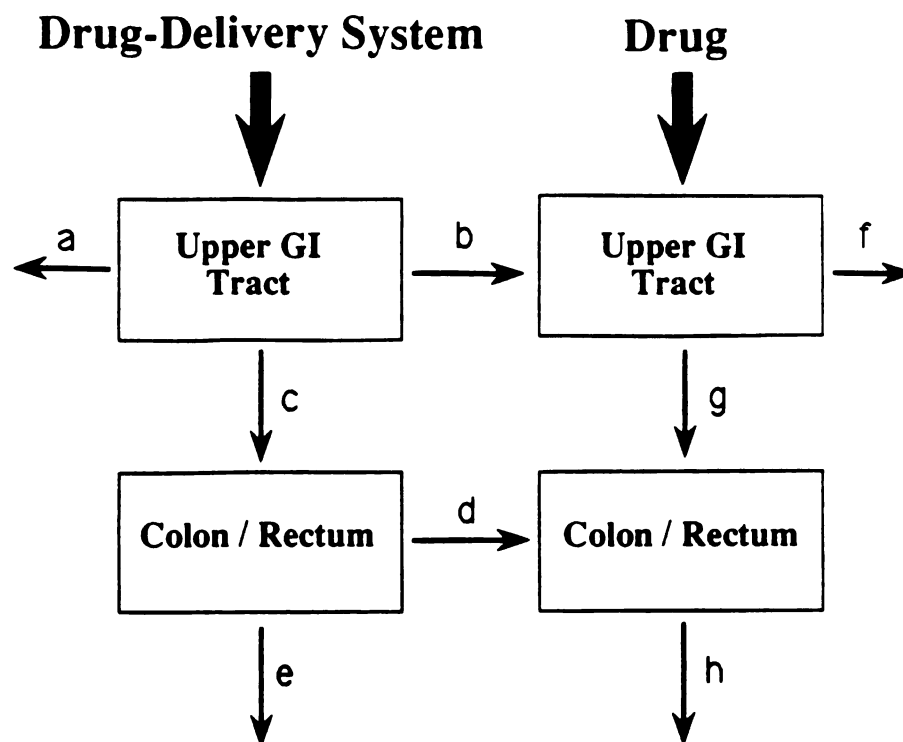 Drug-Delivery System
Drug
a
Upper GI
Tract
b
Upper GI
Tract
f
c
g
Colon / Rectum
d
Colon / Rectum
e
h